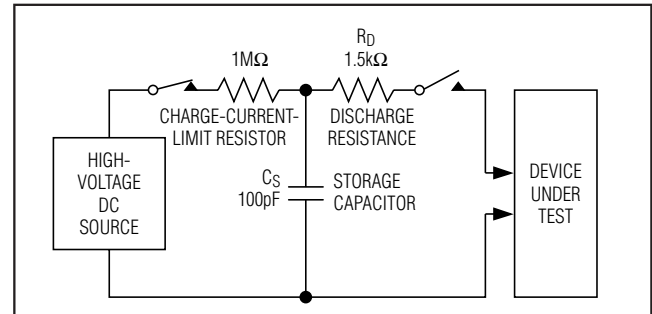 R_D
1MΩ
1.5kΩ
CHARGE-CURRENT-
LIMIT RESISTOR
DISCHARGE
RESISTANCE
HIGH-
VOLTAGE
DC
SOURCE
C_S
100pF
STORAGE
CAPACITOR
DEVICE
UNDER
TEST